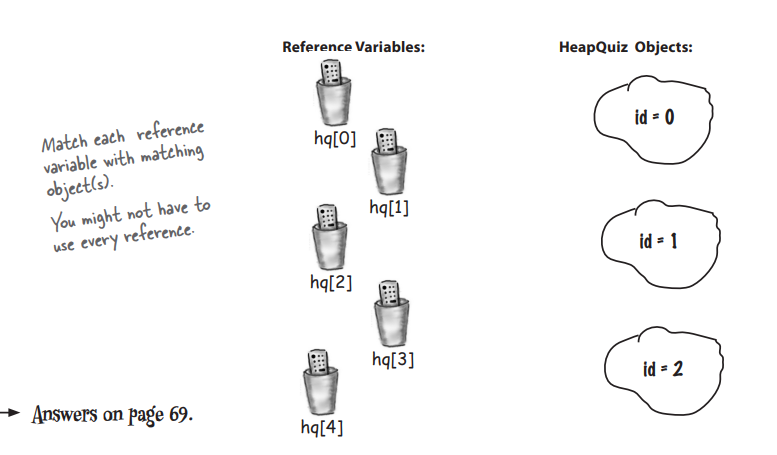 Reference Variables:
HeapQuiz Objects:
Match each reference
variable with matching
object(s).
You might not have to
use every reference.
hq[0]
hq[1]
hq[2]
hq[3]
hq[4]
id = 0
id = 1
id = 2
Answers on page 69.